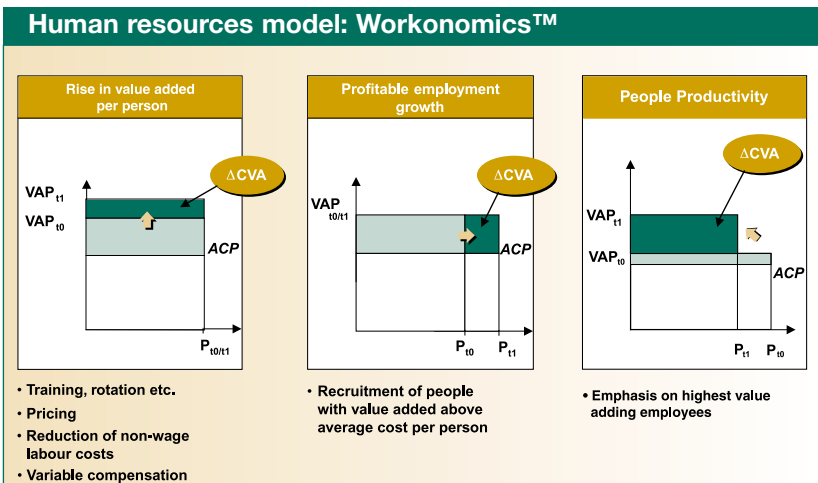 Human resources model: Workonomics™
Rise in value added
per person
ΔCVA
VAPt1
VAPt0
ACP
Pt0/t1
• Training, rotation etc.
• Pricing
• Reduction of non-wage
labour costs
• Variable compensation
Profitable employment
growth
ΔCVA
VAP
t0/t1
ACP
Pt0
Pt1
• Recruitment of people
with value added above
average cost per person
People Productivity
ΔCVA
VAPt1
VAPt0
ACP
Pt1
Pt0
• Emphasis on highest value
adding employees